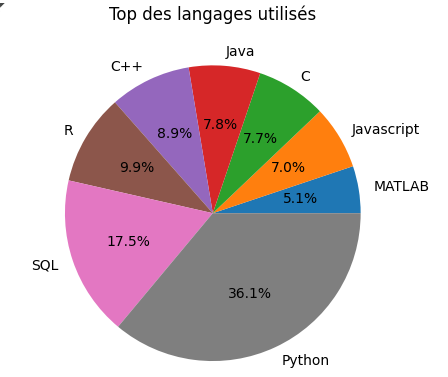 Top des langages utilisés
Java
C++
C
R
7.8%
8.9%
7.7%
Javascript
9.9%
7.0%
MATLAB
5.1%
17.5%
SQL
36.1%
Python